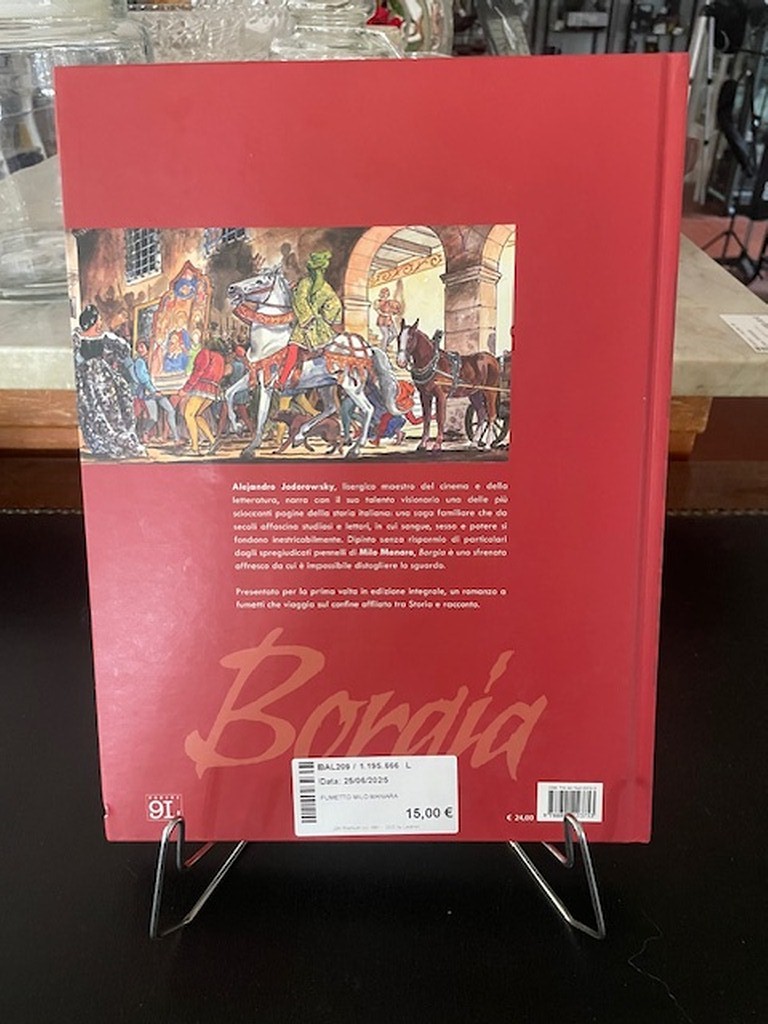 Alejandro Jodorowsky, lisergico maestro del cinema e della
letteratura, narra con il suo talento visionario una delle più
scioccanti pagine della storia italiana: una saga familiare che da
secoli affascina studiosi e lettori, in cui sangue, sesso e potere si
fondono inestricabilmente. Dipinto senza risparmio di particolari
dagli spregiudicati pennelli di Milo Manara, Borgia è uno sfrenato
affresco da cui è impossibile distogliere lo sguardo.
Presentato per la prima volta in edizione integrale, un romanzo a
fumetti che viaggia sul confine affilato tra Storia e racconto.
Borgia
BAL209 / 1.195.666 L
Data: 25/06/2025
FUMETTO MILO MANARA
15,00 €
€ 24,00